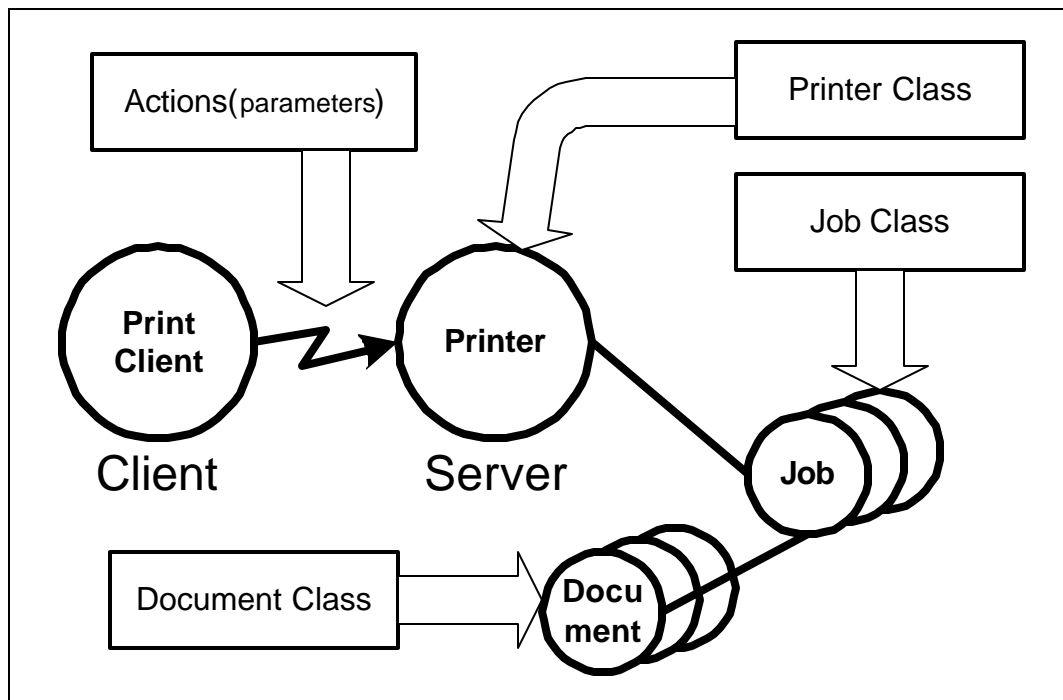 Actions(parameters)
Printer Class
Job Class
Print
Client
Printer
Client
Server
Job
Document Class
Docu
ment